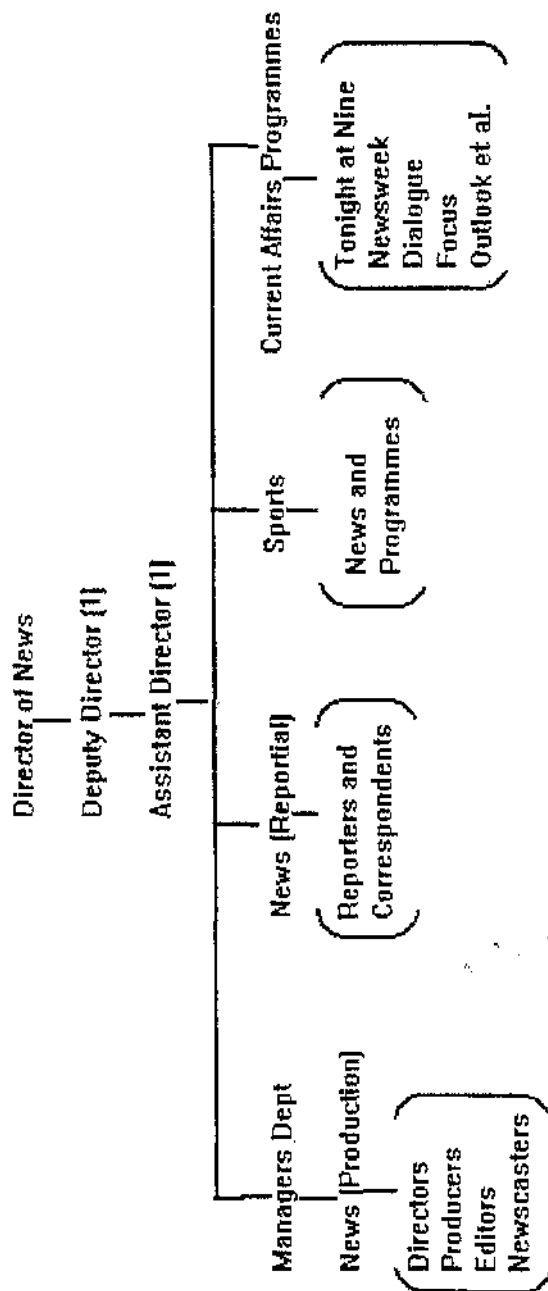 Director of News
Deputy Director [1]
Assistant Director [1]
Managers Dept
News [Production]
Directors
Producers
Editors
Newscasters
News [Reportial]
Reporters and
Correspondents
Sports
News and
Programmes
Current Affairs Programmes
Tonight at Nine
Newsweek
Dialogue
Focus
Outlook et al.